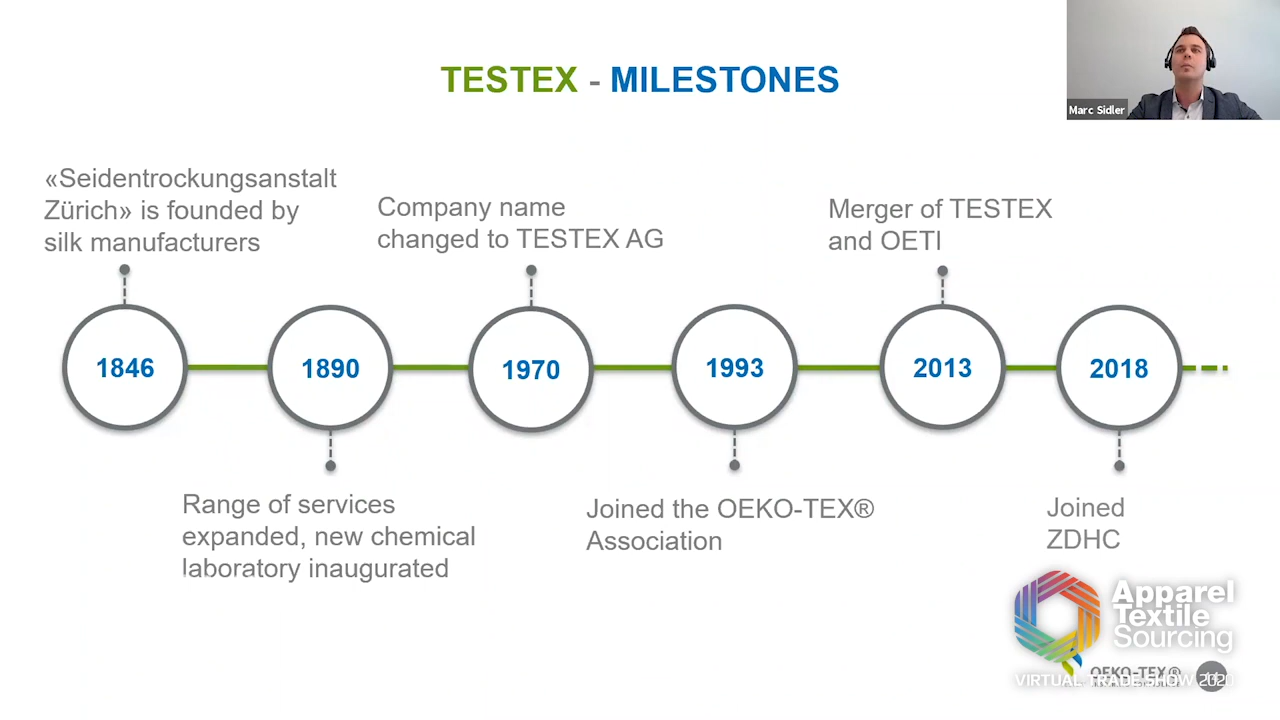 TESTEX - MILESTONES
Marc Sidler
«Seidentrockungsanstalt
Zürich» is founded by
silk manufacturers
Company name
changed to TESTEX AG
Merger of TESTEX
and OETI
1846
1890
1970
1993
2013
2018
Range of services
expanded, new chemical
laboratory inaugurated
Joined the OEKO-TEX®
Association
Joined
ZDHC
Apparel
Textile
Sourcing
OEKO-TEX®
VIRTUAL TRADE SHOW 2020